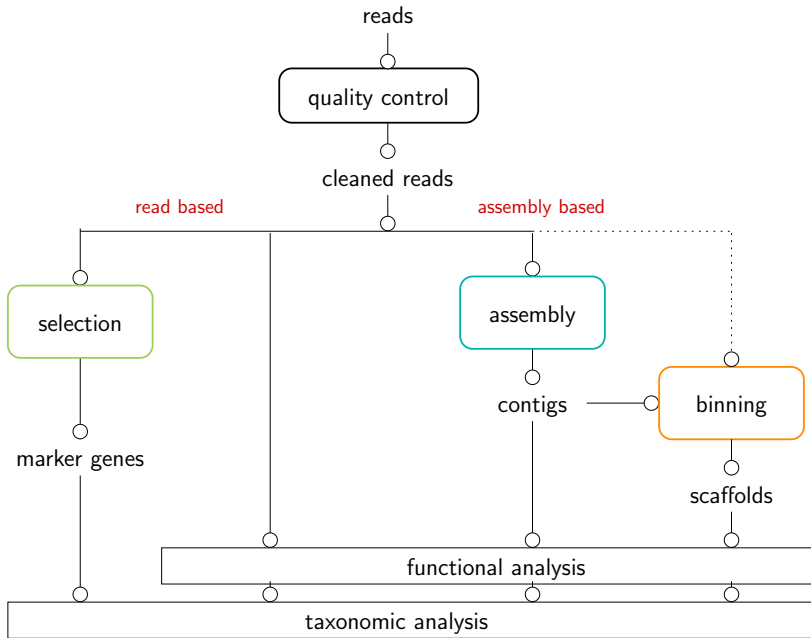 reads
quality control
cleaned reads
read based
assembly based
selection
assembly
contigs
binning
marker genes
scaffolds
functional analysis
taxonomic analysis